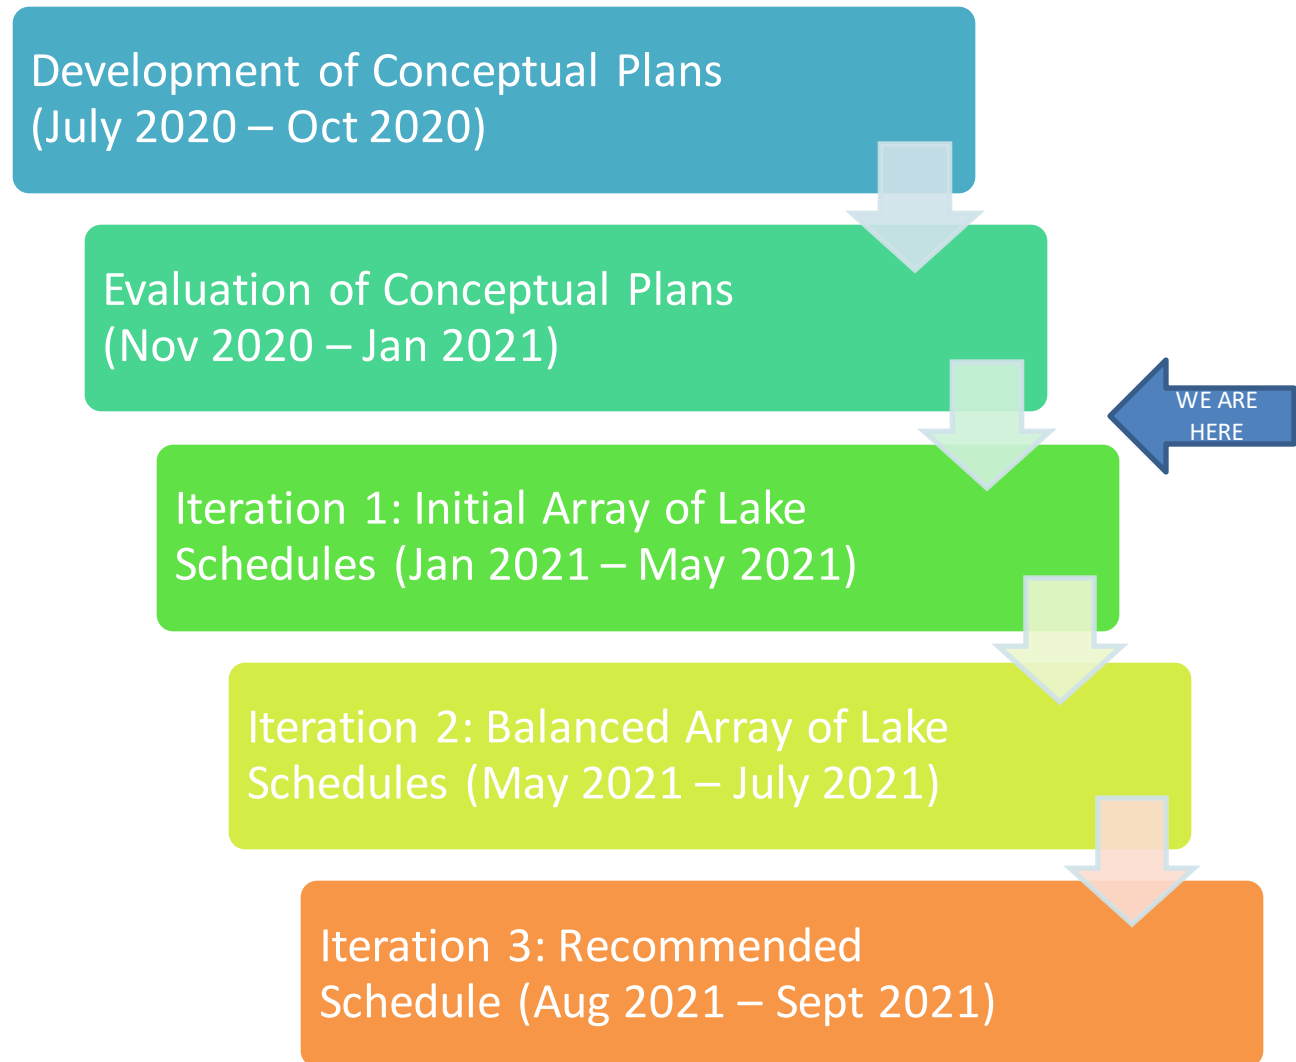 Development of Conceptual Plans
(July 2020 – Oct 2020)
Evaluation of Conceptual Plans
(Nov 2020 – Jan 2021)
WE ARE
HERE
Iteration 1: Initial Array of Lake
Schedules (Jan 2021 – May 2021)
Iteration 2: Balanced Array of Lake
Schedules (May 2021 – July 2021)
Iteration 3: Recommended
Schedule (Aug 2021 – Sept 2021)